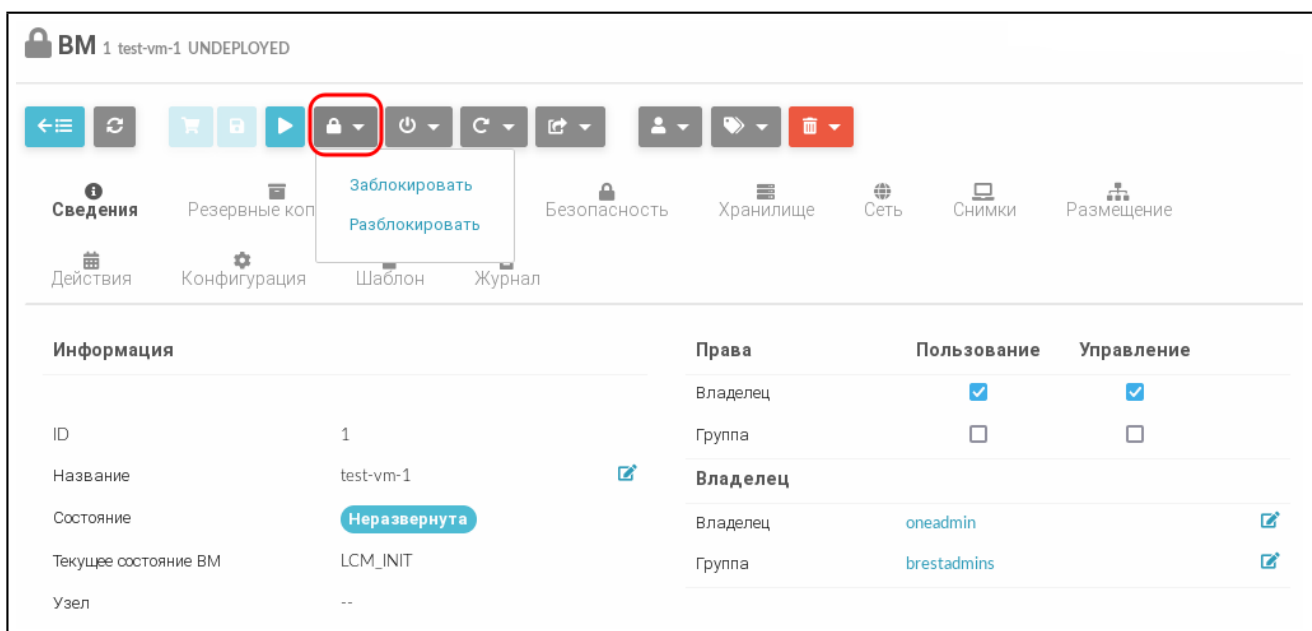 ВМ 1 test-vm-1 UNDEPLOYED
Заблокировать
Разблокировать
Сведения Резервные коп Безопасность Хранилище Сеть Снимки Размещение
Действия Конфигурация Шаблон Журнал
Информация
ID 1
Название test-vm-1
Состояние Неразвернута
Текущее состояние ВМ LCM_INIT
Узел --
Права Пользование Управление
Владелец
Группа
Владелец
Владелец oneadmin
Группа brestadmins